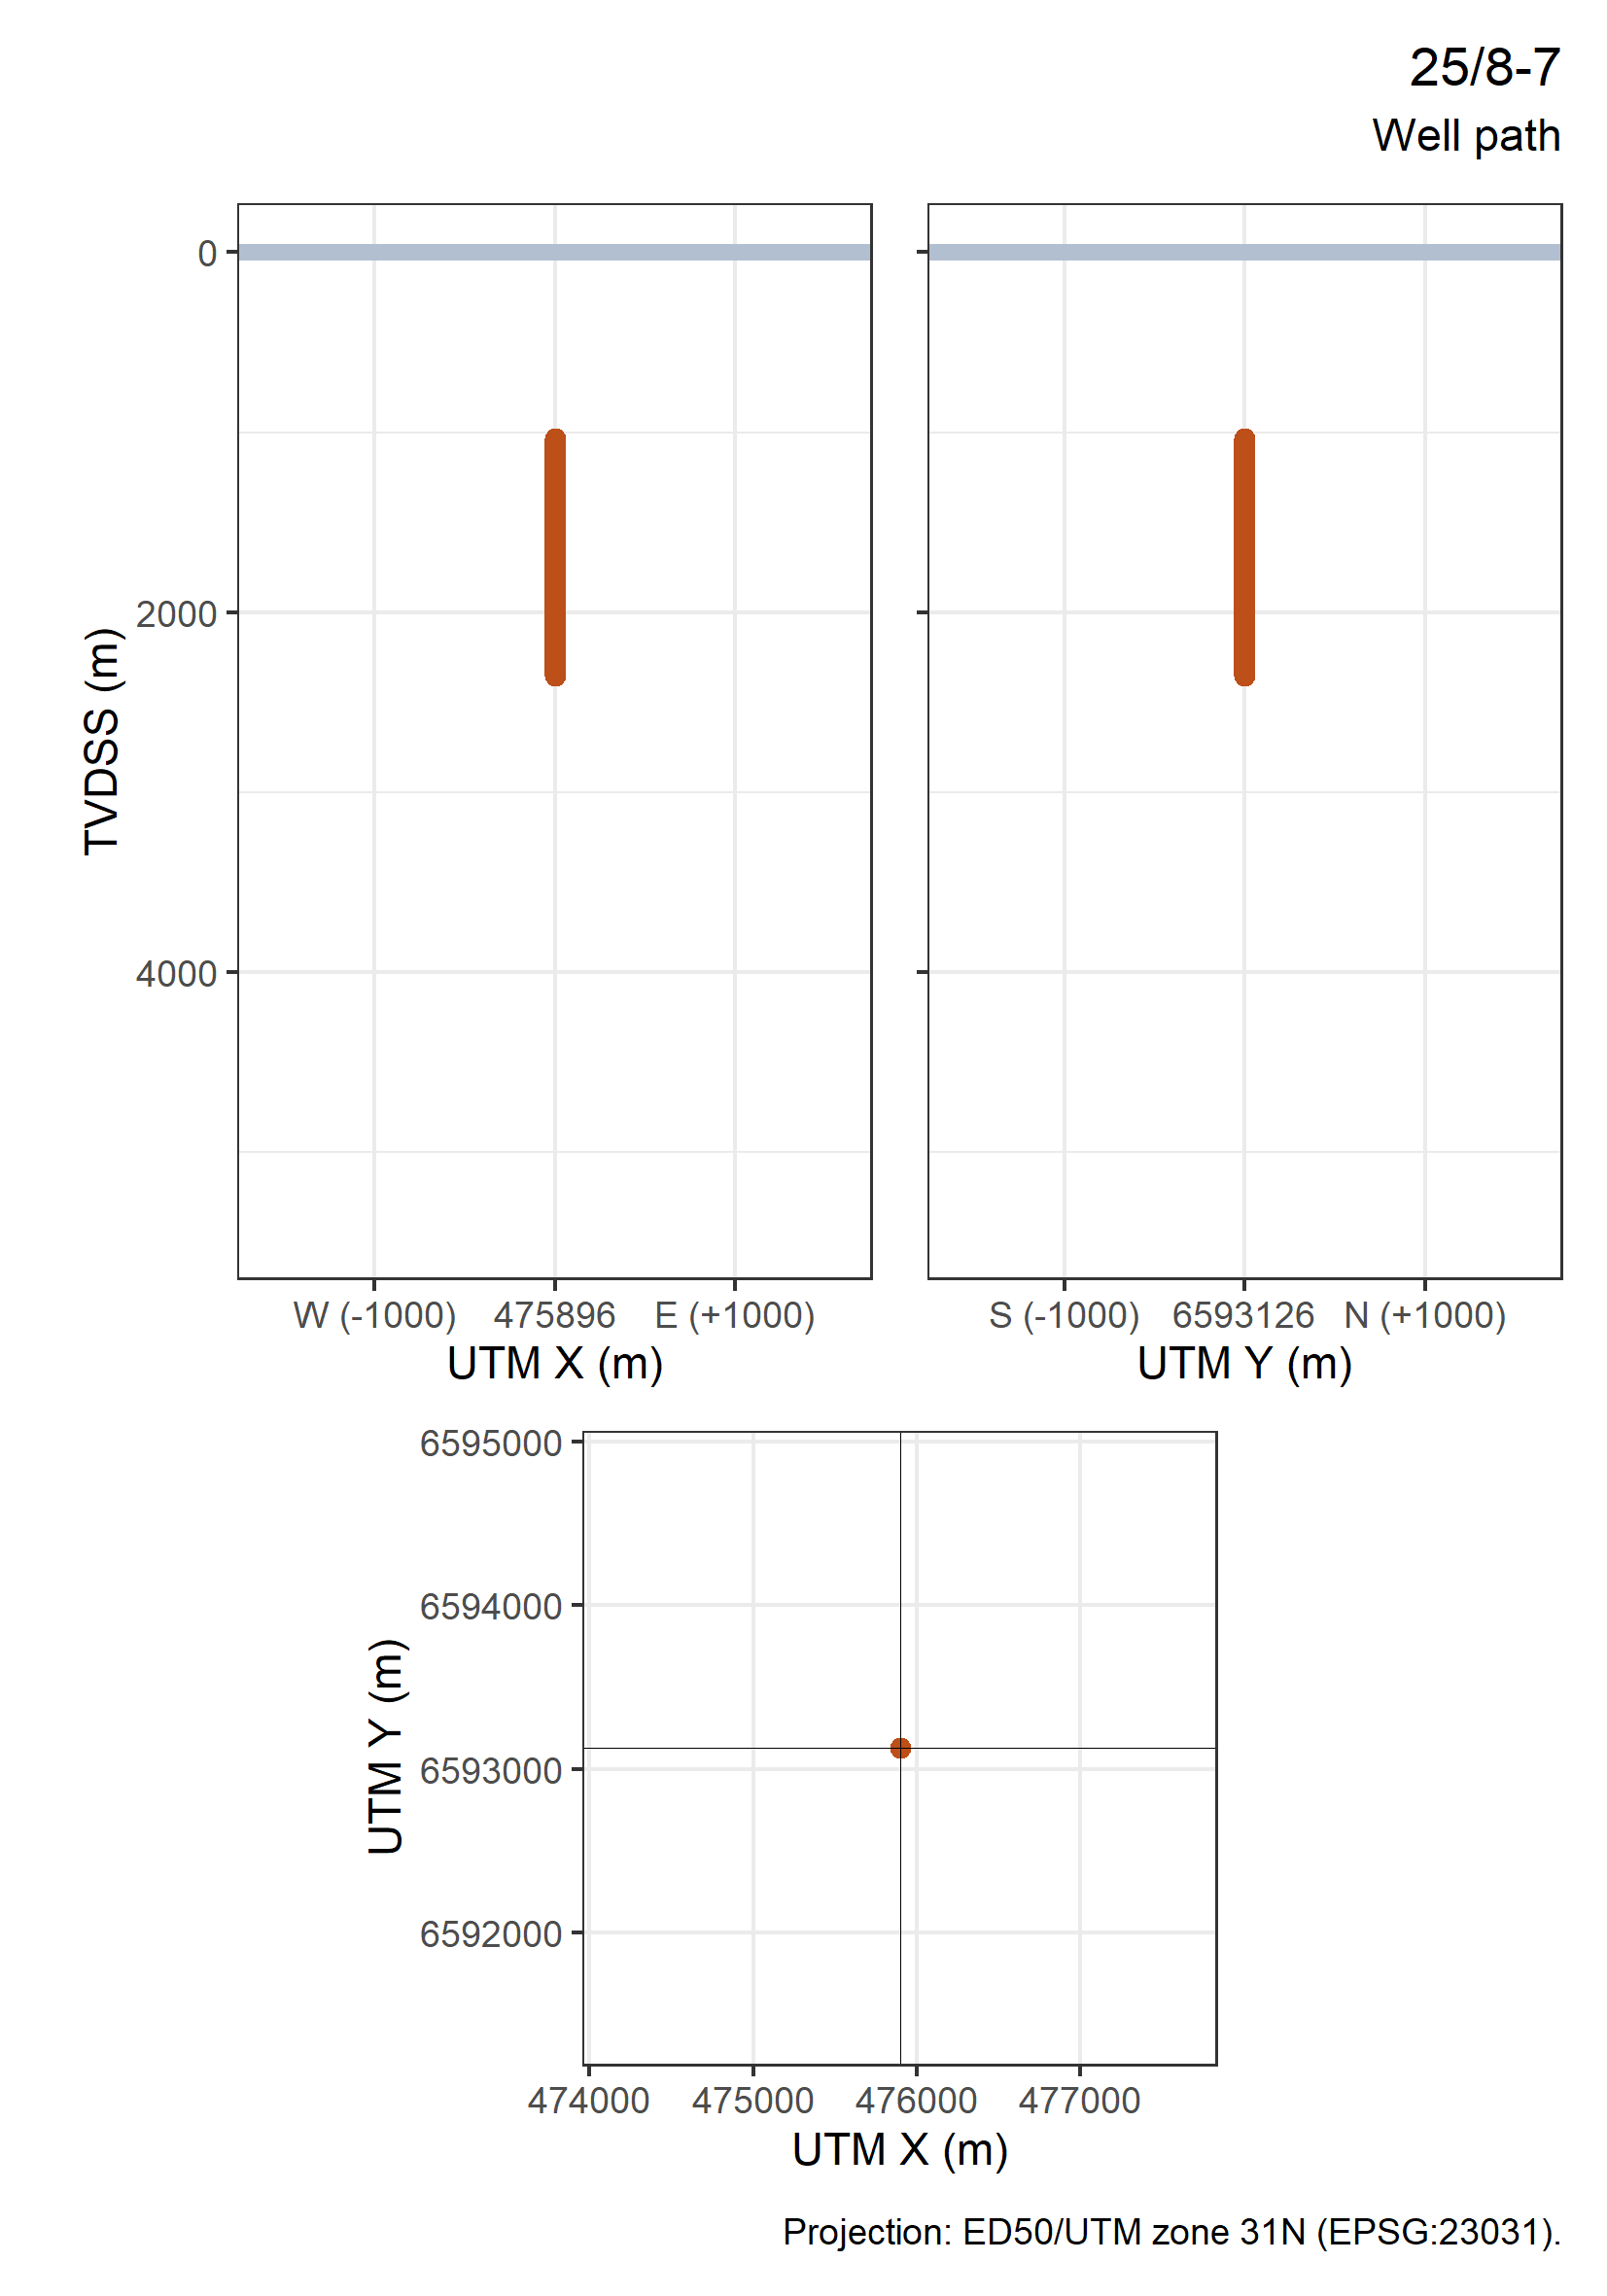 25/8-7
Well path
TVDSS (m)
0
2000
4000
W (-1000) 475896 E (+1000)
UTM X (m)
S (-1000) 6593126 N (+1000)
UTM Y (m)
UTM Y (m)
6595000
6594000
6593000
6592000
474000 475000 476000 477000
UTM X (m)
Projection: ED50/UTM zone 31N (EPSG:23031).